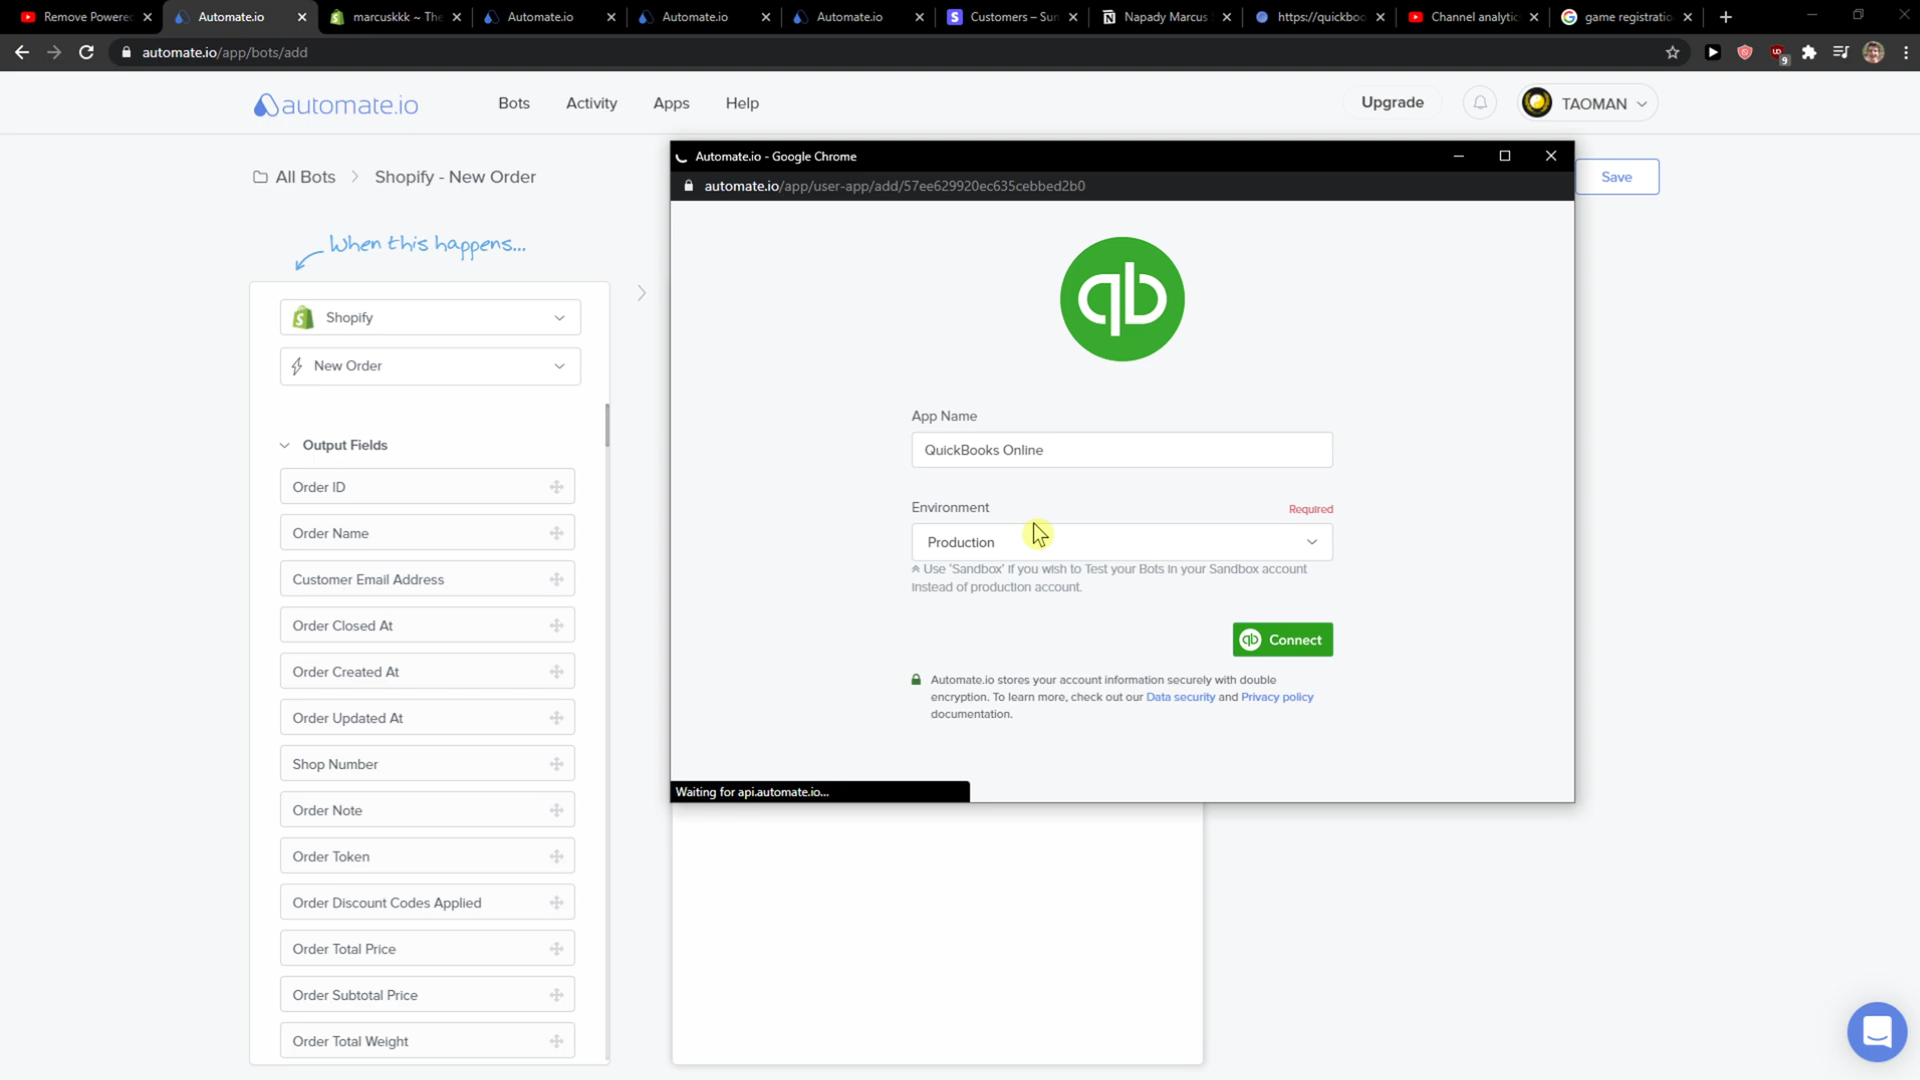 Remove Powered
Automate.io
marcuskkk ~ The
Automate.io
Automate.io
Automate.io
Customers – Sun
Napady Marcus
https://quickboo
Channel analytic
game registratio
automate.io/app/bots/add
9
automate.io
Bots
Activity
Apps
Help
Upgrade
TAOMAN
All Bots
Shopify - New Order
Save
When this happens...
Shopify
New Order
Output Fields
Order ID
Order Name
Customer Email Address
Order Closed At
Order Created At
Order Updated At
Shop Number
Order Note
Order Token
Order Discount Codes Applied
Order Total Price
Order Subtotal Price
Order Total Weight
Automate.io - Google Chrome
automate.io/app/user-app/add/57ee629920ec635cebbed2b0
qb
App Name
QuickBooks Online
Environment
Required
Production
Use 'Sandbox' if you wish to Test your Bots in your Sandbox account
instead of production account.
qb Connect
Automate.io stores your account information securely with double
encryption. To learn more, check out our Data security and Privacy policy
documentation.
Waiting for api.automate.io...